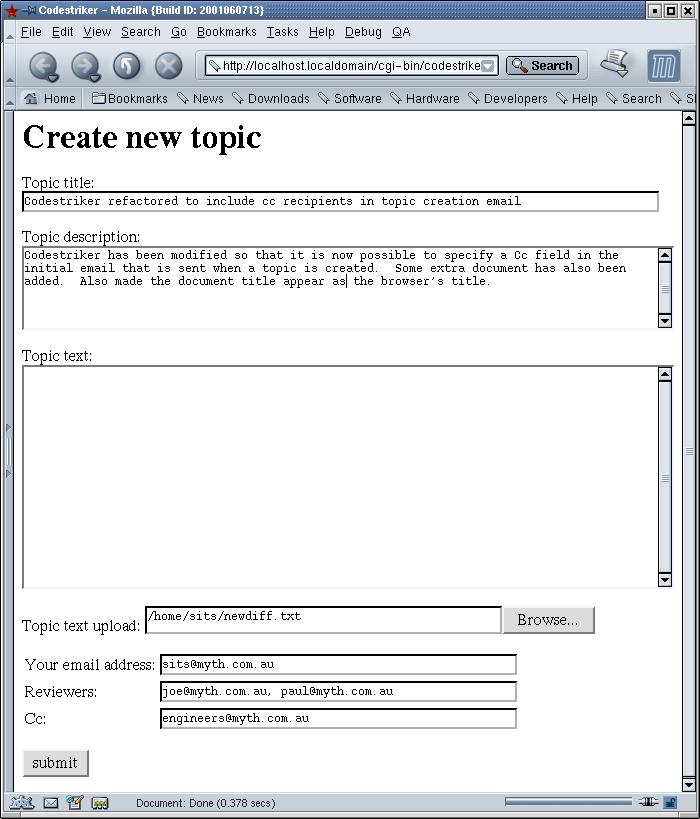 Codestriker - Mozilla {Build ID: 2001060713}
File Edit View Search Go Bookmarks Tasks Help Debug QA
http://localhost.localdomain/cgi-bin/codestrike
Search
Home Bookmarks News Downloads Software Hardware Developers Help Search
Create new topic
Topic title:
Codestriker refactored to include cc recipients in topic creation email
Topic description:
Codestriker has been modified so that it is now possible to specify a Cc field in the
initial email that is sent when a topic is created.  Some extra document has also been
added.  Also made the document title appear as the browser's title.
Topic text:
Topic text upload: /home/sits/newdiff.txt Browse...
Your email address: sits@myth.com.au
Reviewers: joe@myth.com.au, paul@myth.com.au
Cc: engineers@myth.com.au
submit
Document: Done (0.378 secs)